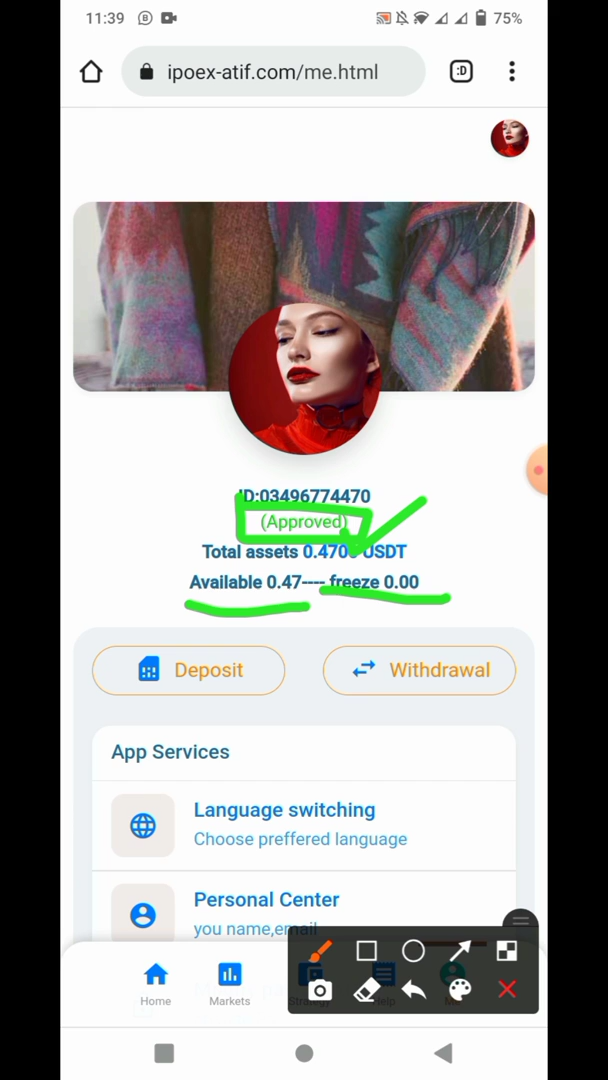 11:39
75%
ipoex-atif.com/me.html
:D
ID:03496774470
(Approved)
Total assets 0.4700 USDT
Available 0.47---- freeze 0.00
Deposit
Withdrawal
App Services
Language switching
Choose preffered language
Personal Center
you name,email
Home
Markets